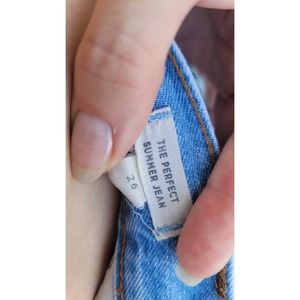 THE PERFECT
SUMMER JEAN
26